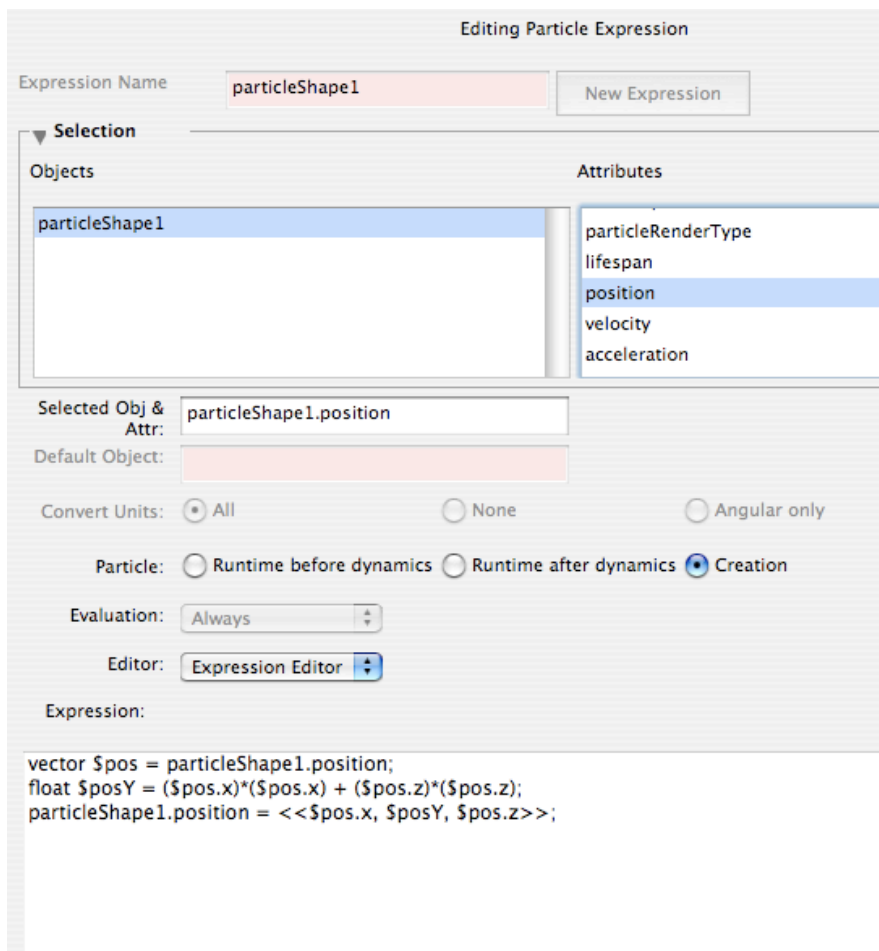 Editing Particle Expression
Expression Name
particleShape1
New Expression
Selection
Objects
Attributes
particleShape1
particleRenderType
lifespan
position
velocity
acceleration
Selected Obj &
Attr:
particleShape1.position
Default Object:
Convert Units: All None Angular only
Particle: Runtime before dynamics Runtime after dynamics Creation
Evaluation: Always
Editor: Expression Editor
Expression:
vector $pos = particleShape1.position;
float $posY = ($pos.x)*($pos.x) + ($pos.z)*($pos.z);
particleShape1.position = <<$pos.x, $posY, $pos.z>>;